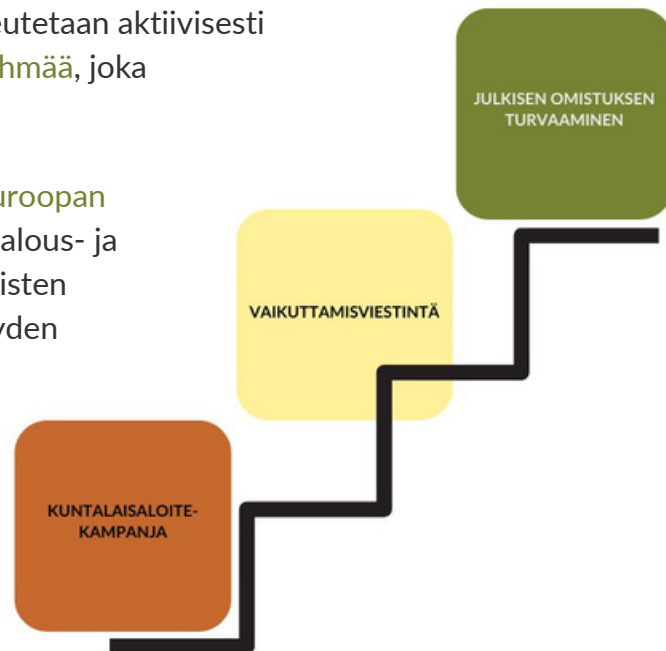 eutetaan aktiivisesti
hmää, joka
uroopan
alous- ja
isten
yden
JULKISEN OMISTUKSEN
TURVAAMINEN
VAIKUTTAMISVIESTINTÄ
KUNTALAISALOITE-
KAMPANJA